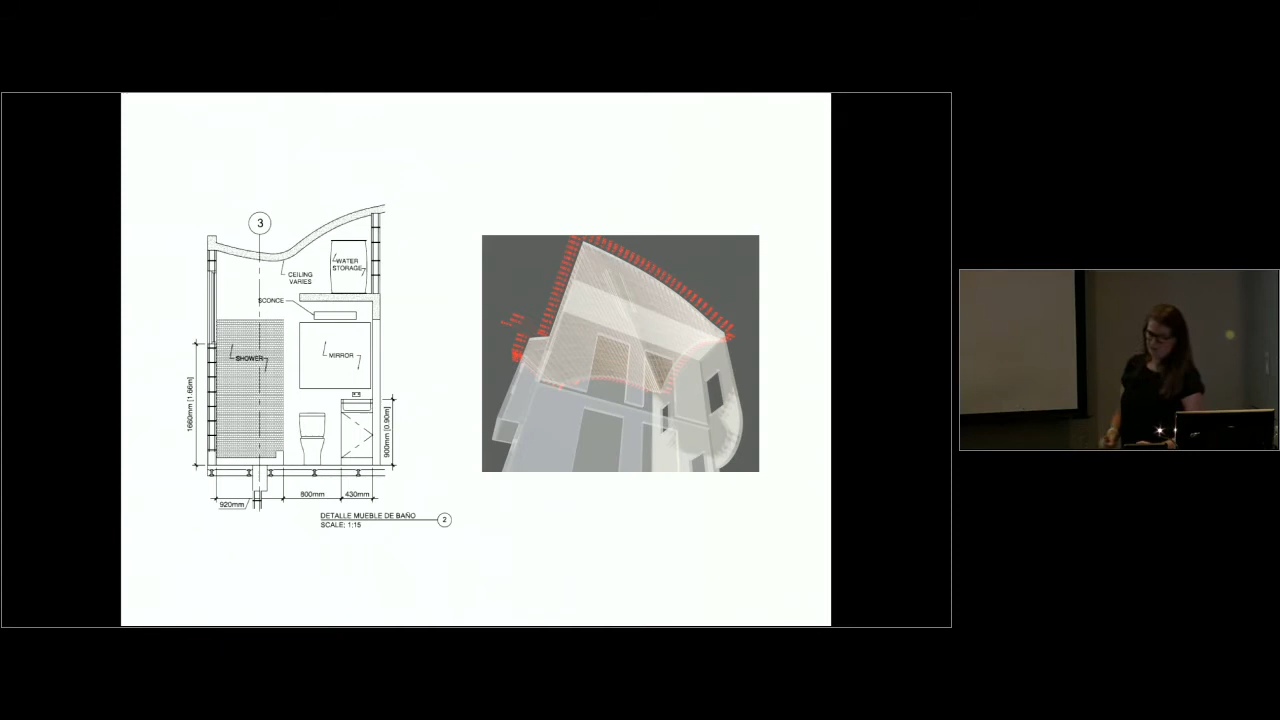 3
WATER
STORAGE
CEILING
VARIES
SCONCE
SHOWER
MIRROR
1660mm [1.66m]
900mm [0.90m]
800mm
430mm
920mm
DETALLE MUEBLE DE BAÑO
SCALE; 1:15
2